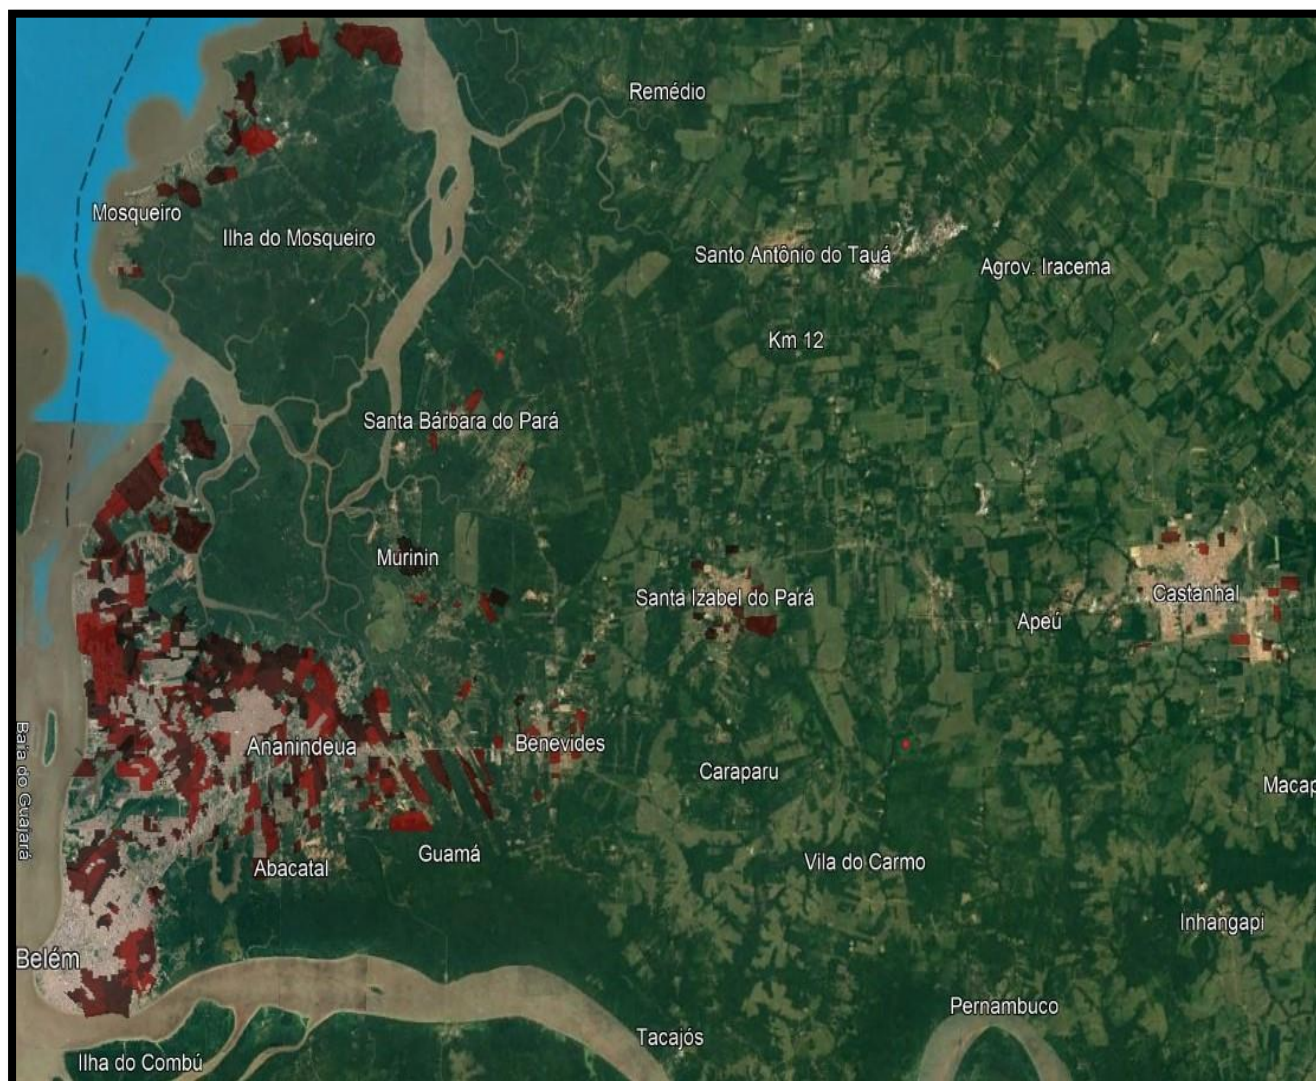 Remédio
Mosqueiro
Ilha do Mosqueiro
Santo Antônio do Tauá
Agrov. Iracema
Km 12
Santa Bárbara do Pará
Murinin
Santa Izabel do Pará
Castanhal
Apeú
Baia do Guajará
Ananindeua
Benevides
Caraparu
Macap
Abacatal
Guamá
Vila do Carmo
Inhangapi
Belém
Pernambuco
Tacajós
Ilha do Combú